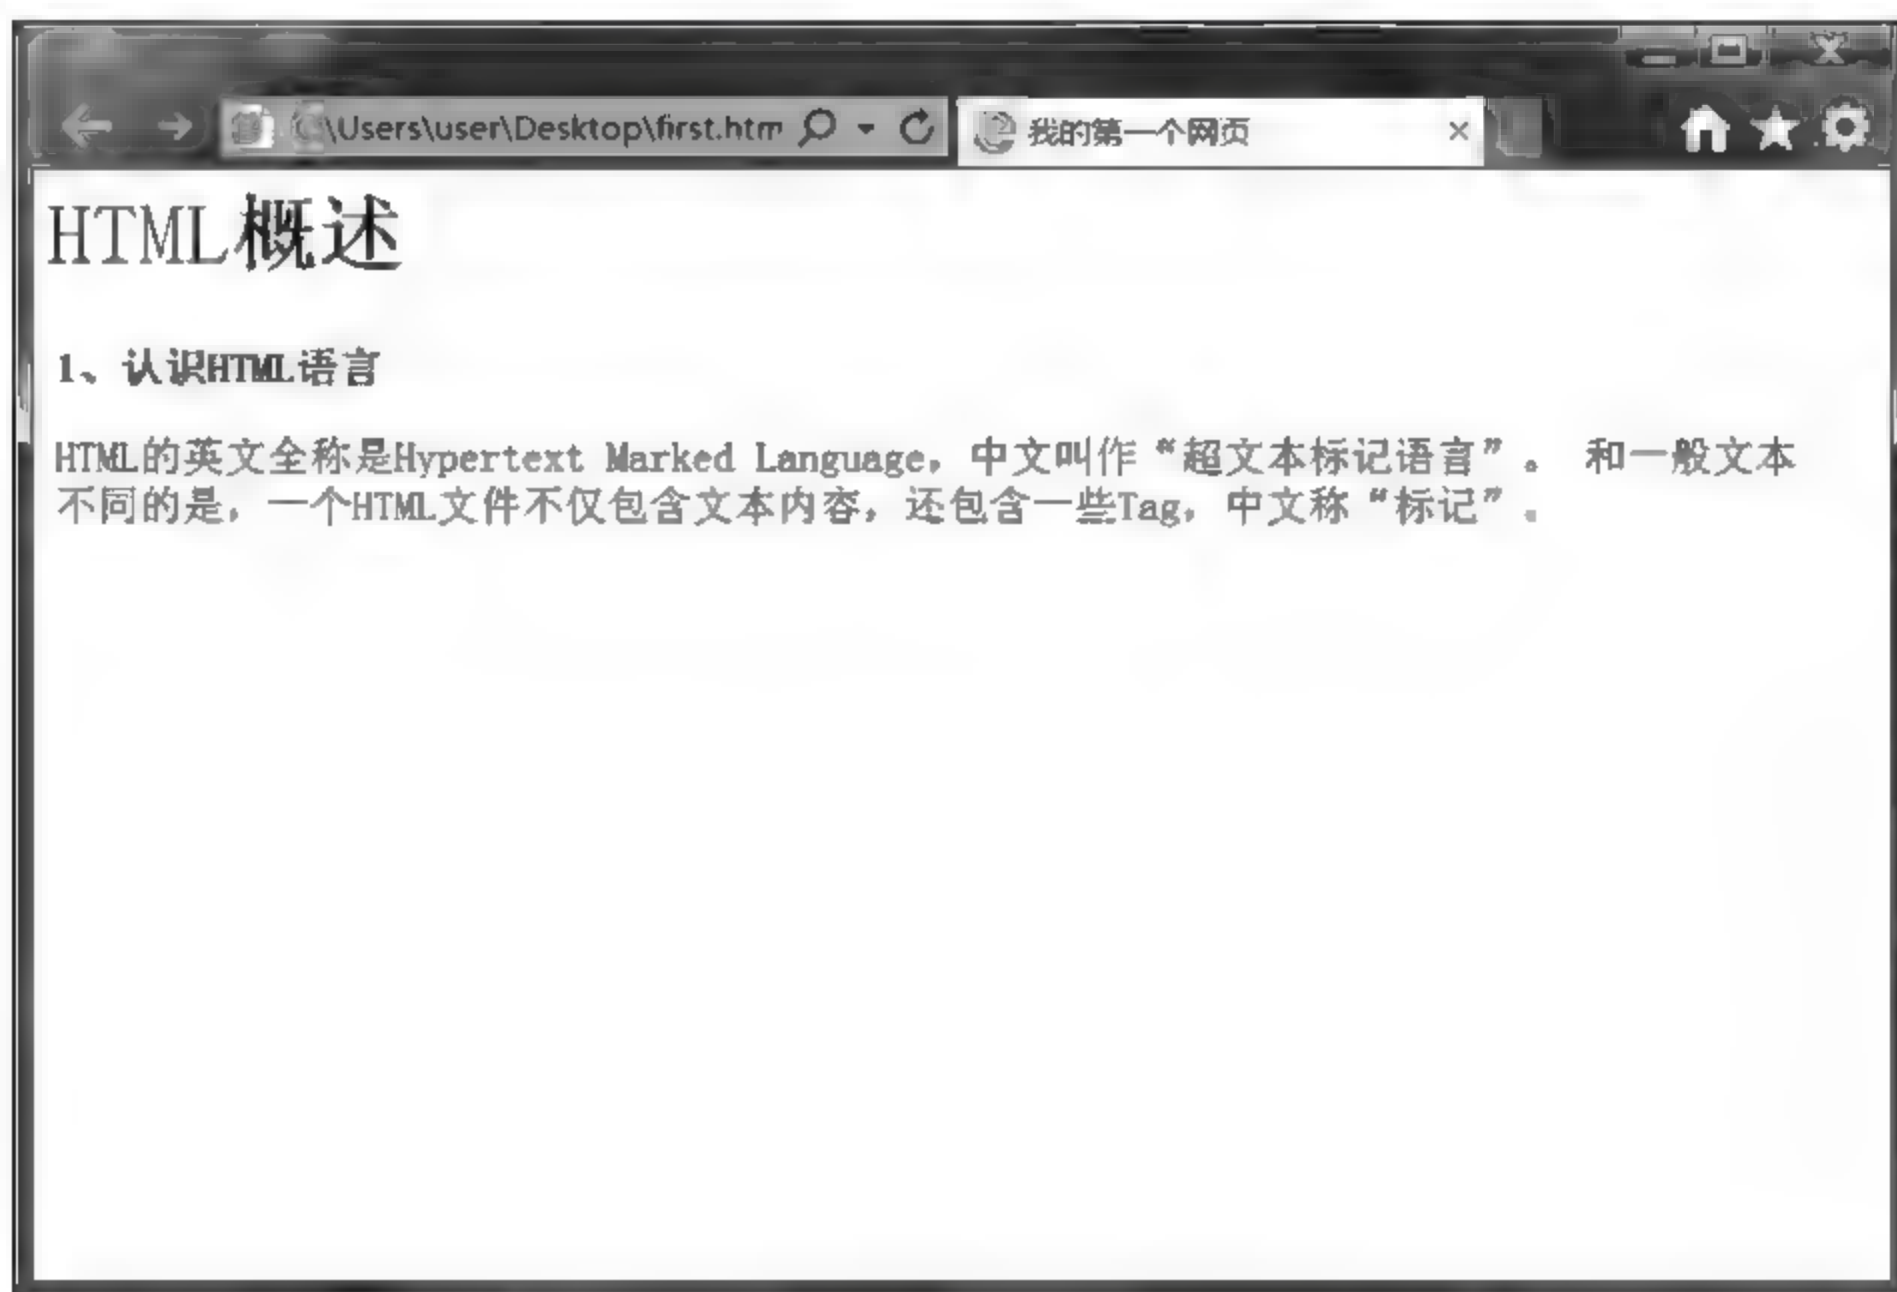 \Users\user\Desktop\first.htm
我的第一个网页
HTML概述
1、认识HTML语言
HTML的英文全称是Hypertext Marked Language，中文叫作“超文本标记语言”。 和一般文本
不同的是，一个HTML文件不仅包含文本内容，还包含一些Tag，中文称“标记”。